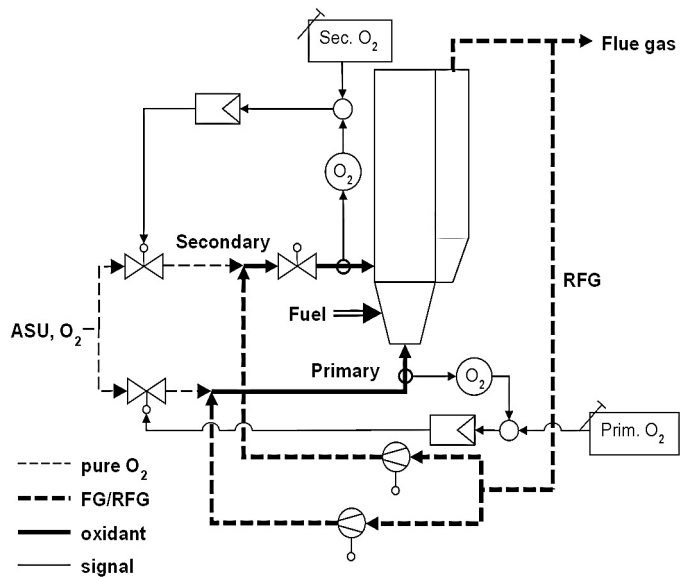 Sec. O₂
Flue gas
O₂
Secondary
RFG
Fuel
ASU, O₂
Primary
O₂
Prim. O₂
pure O₂
FG/RFG
oxidant
signal